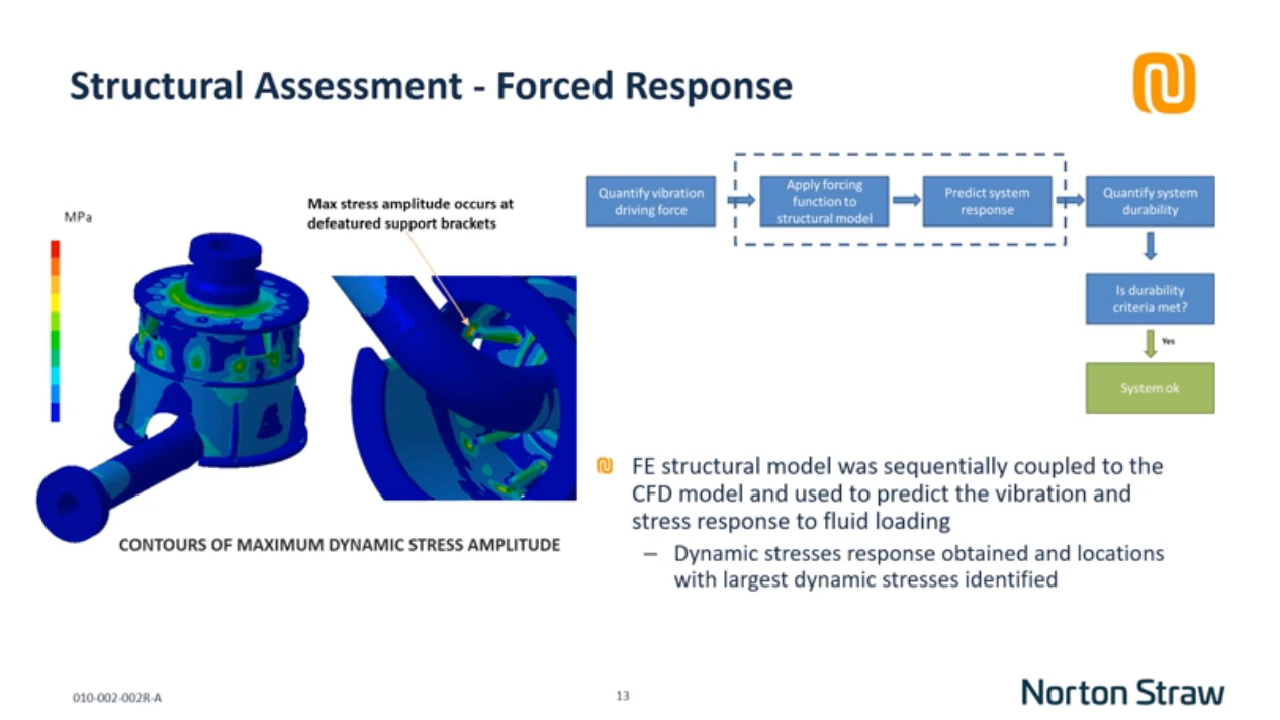 Structural Assessment - Forced Response
MPa
Max stress amplitude occurs at
defeatured support brackets
Quantify vibration
driving force
Apply forcing
function to
structural model
Predict system
response
Quantify system
durability
Is durability
criteria met?
Yes
System ok
CONTOURS OF MAXIMUM DYNAMIC STRESS AMPLITUDE
FE structural model was sequentially coupled to the
CFD model and used to predict the vibration and
stress response to fluid loading
– Dynamic stresses response obtained and locations
with largest dynamic stresses identified
010-002-002R-A
13
Norton Straw